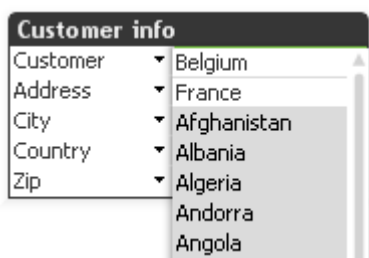 Customer info
Customer Belgium
Address France
City Afghanistan
Country Albania
Zip Algeria
Andorra
Angola